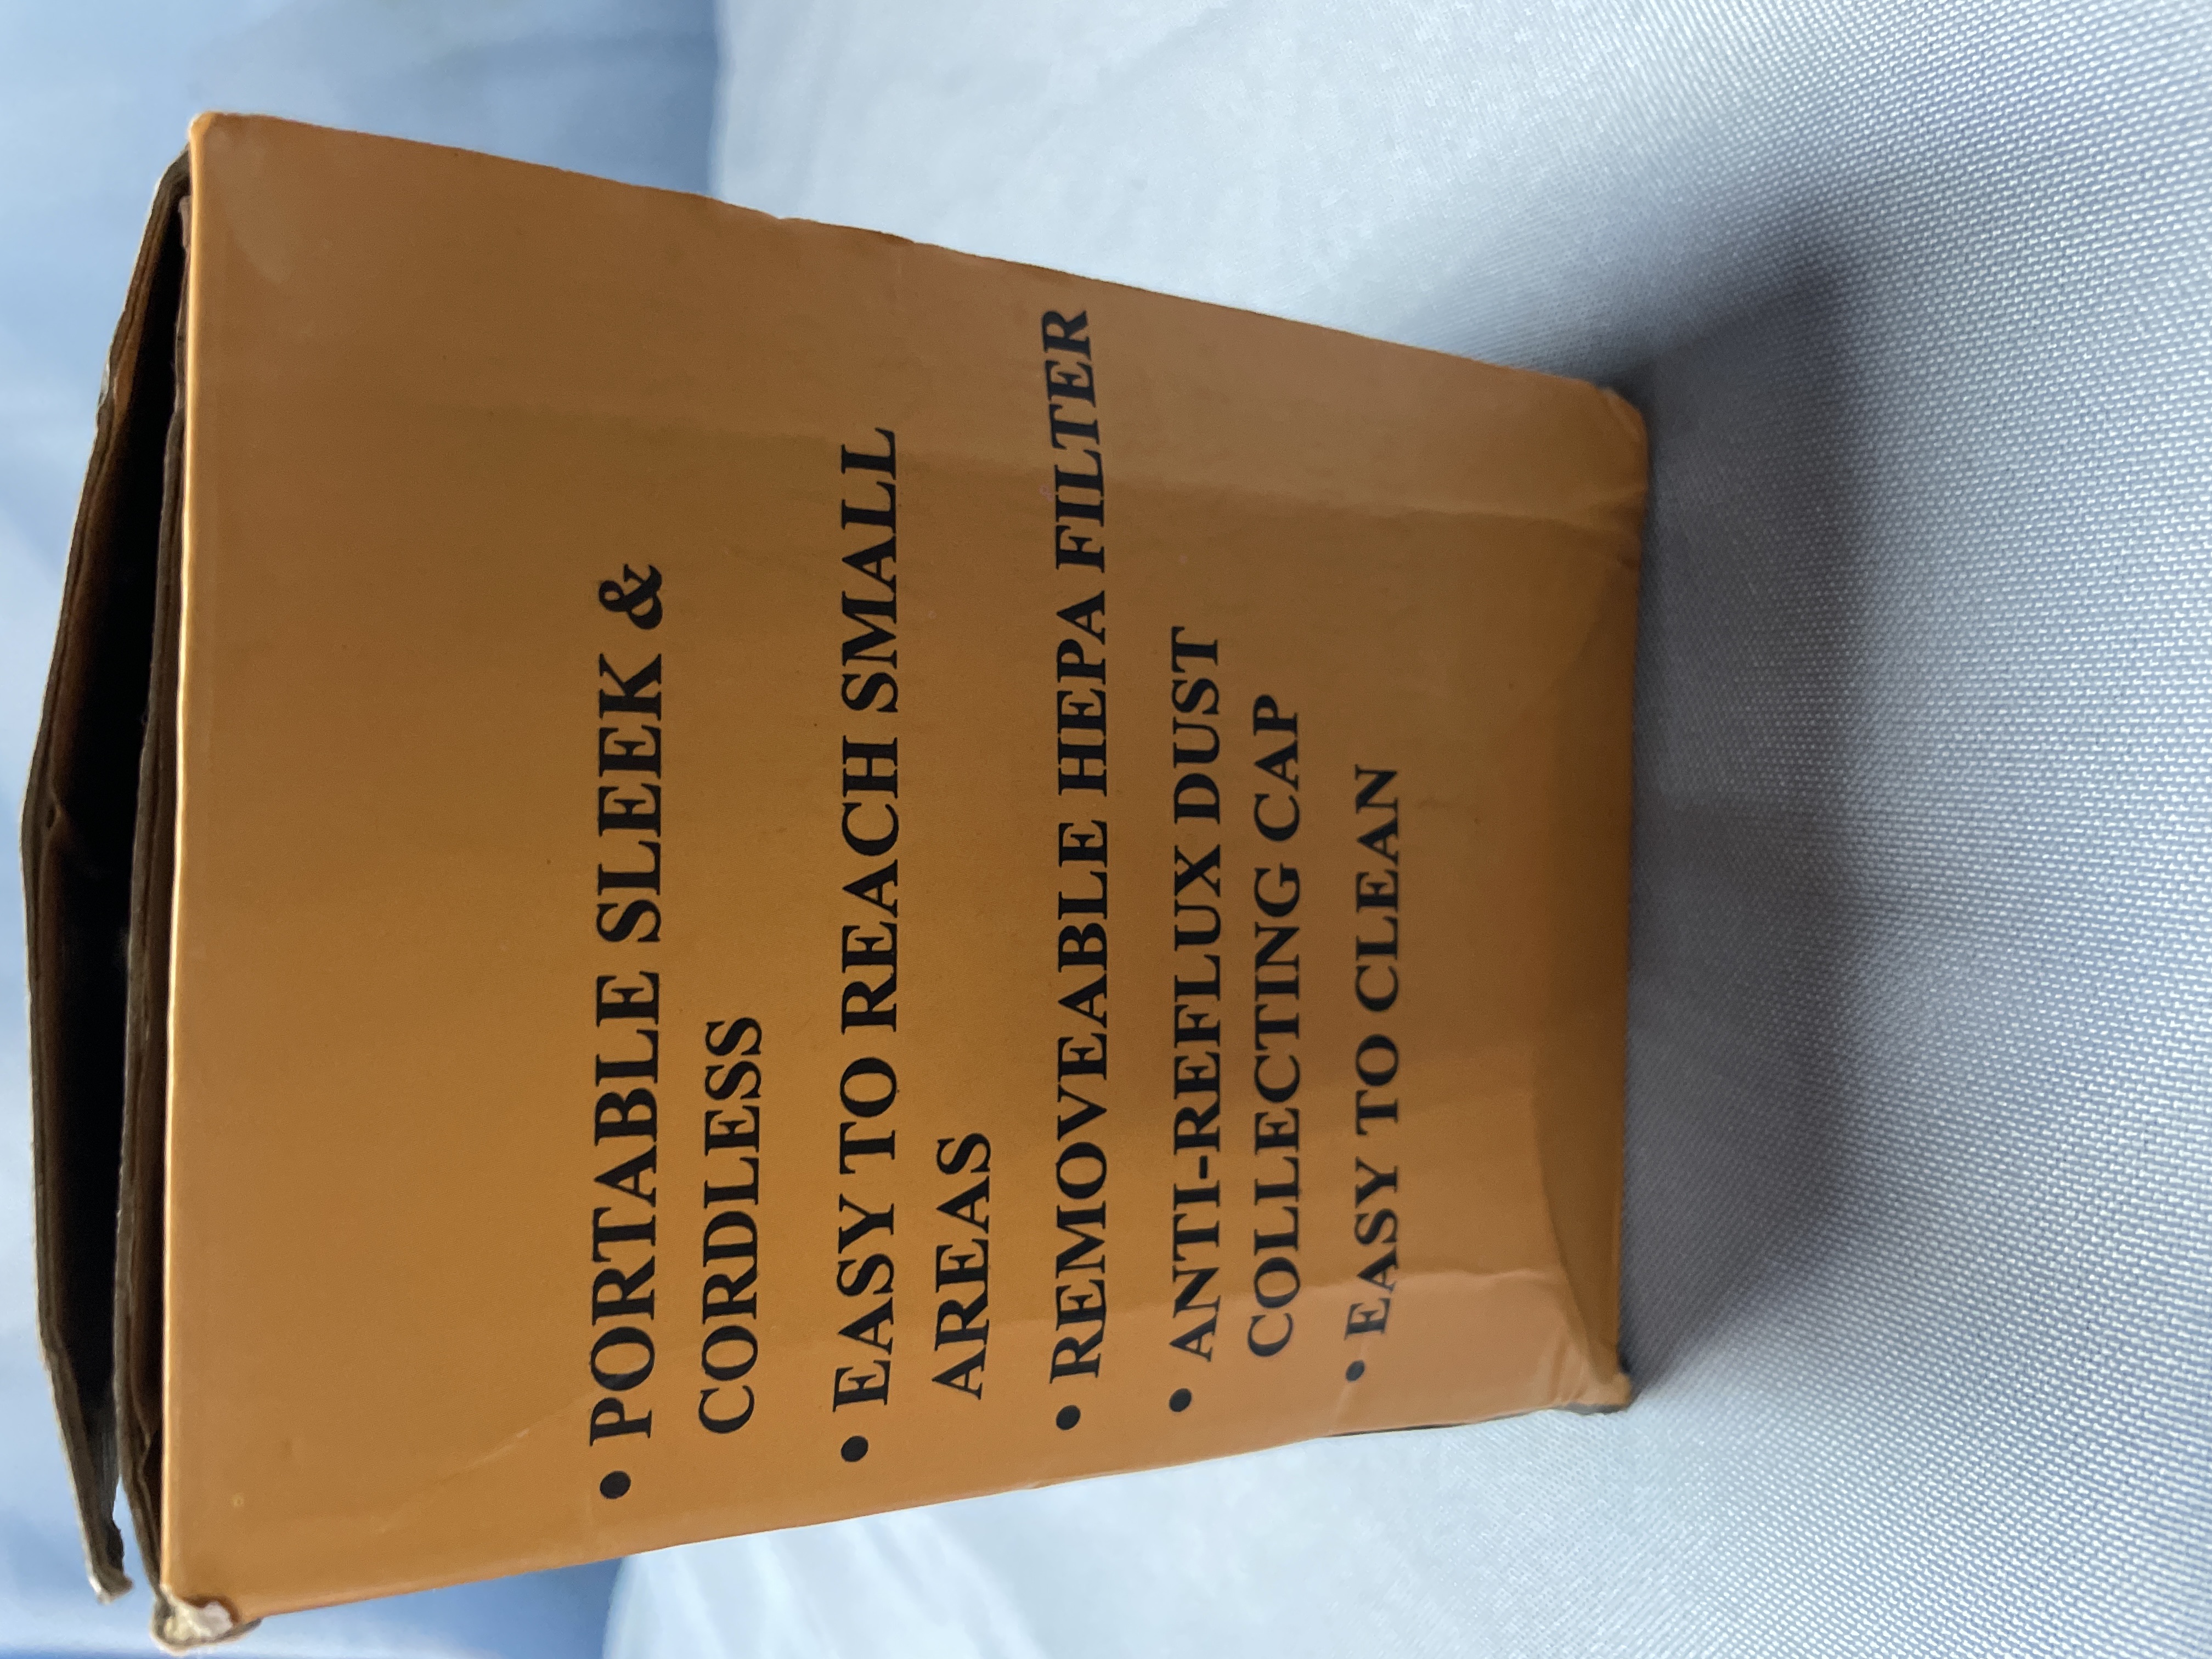 • PORTABLE SLEEK &
CORDLESS
• EASY TO REACH SMALL
AREAS
• REMOVEABLE HEPA FILTER
• ANTI-REFLUX DUST
COLLECTING CAP
• EASY TO CLEAN